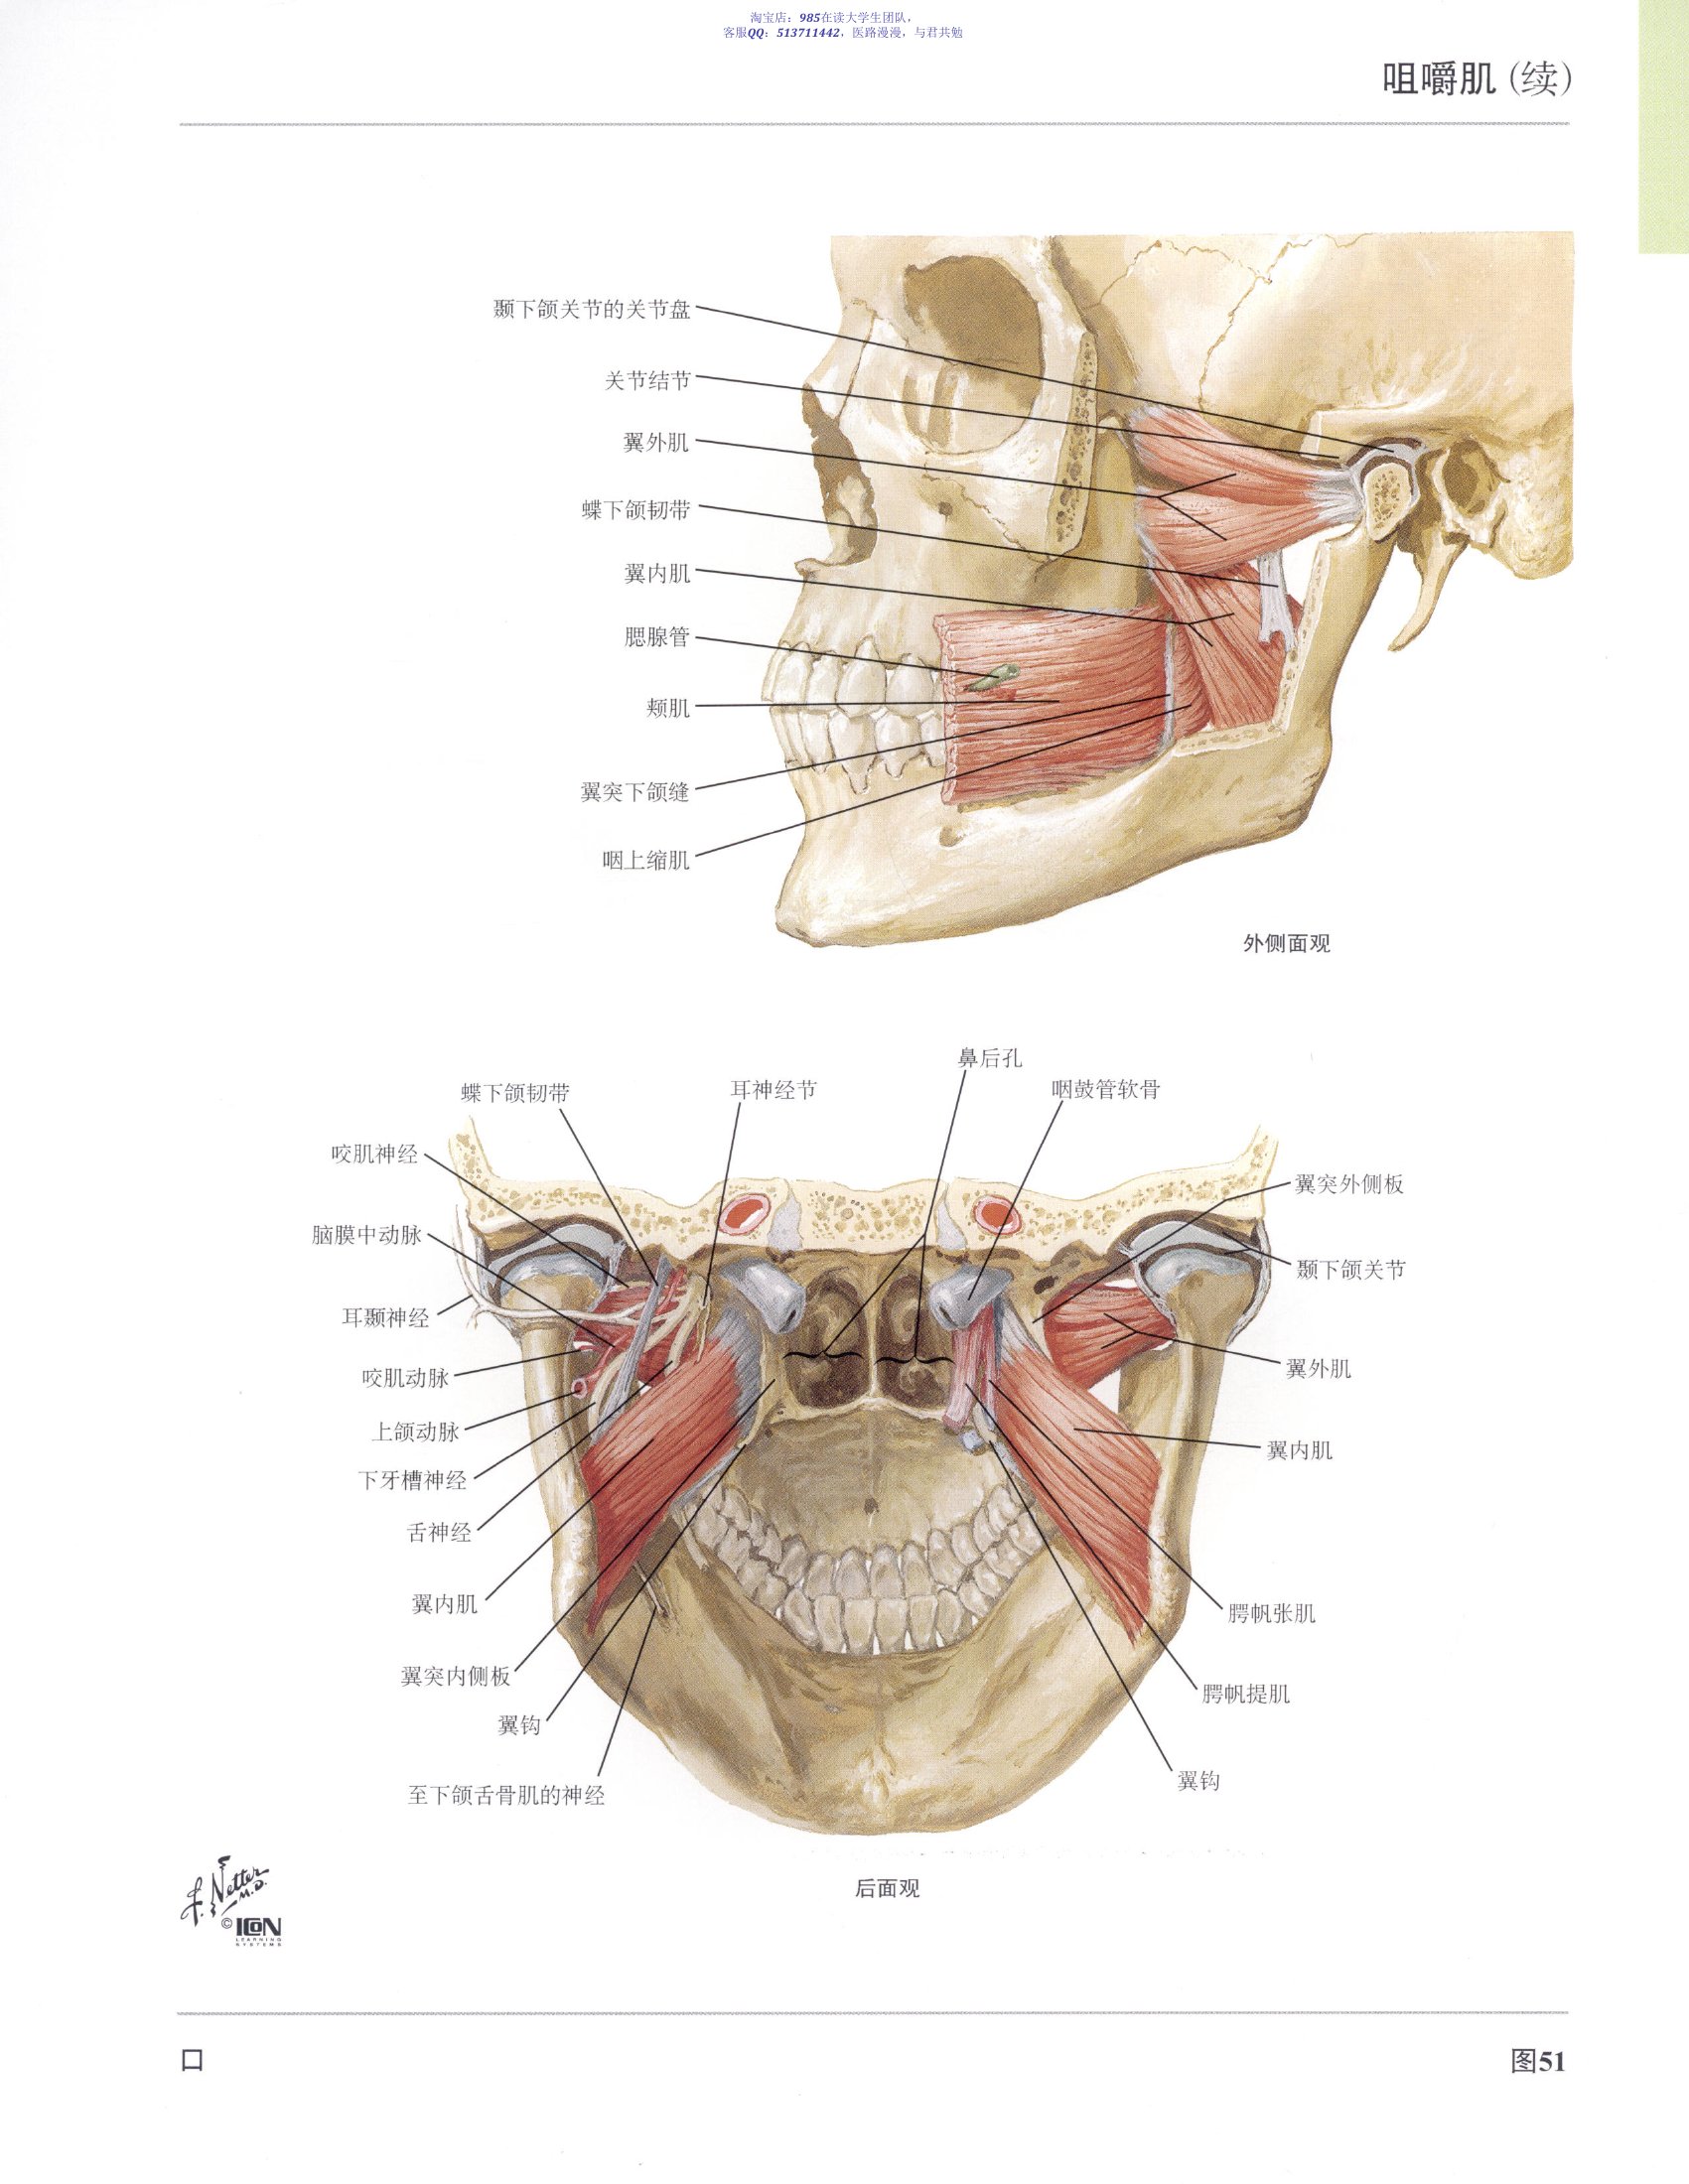 淘宝店：985在读大学生团队，
客服QQ：513711442，医路漫漫，与君共勉
咀嚼肌 (续)
颞下颌关节的关节盘
关节结节
翼外肌
蝶下颌韧带
翼内肌
腮腺管
颊肌
翼突下颌缝
咽上缩肌
外侧面观
鼻后孔
蝶下颌韧带
耳神经节
咽鼓管软骨
咬肌神经
翼突外侧板
脑膜中动脉
颞下颌关节
耳颞神经
翼外肌
咬肌动脉
上颌动脉
翼内肌
下牙槽神经
舌神经
翼内肌
腭帆张肌
翼突内侧板
腭帆提肌
翼钩
翼钩
至下颌舌骨肌的神经
后面观
F. Netter
M.D.
© ICON
LEARNING
SYSTEMS
口
图51